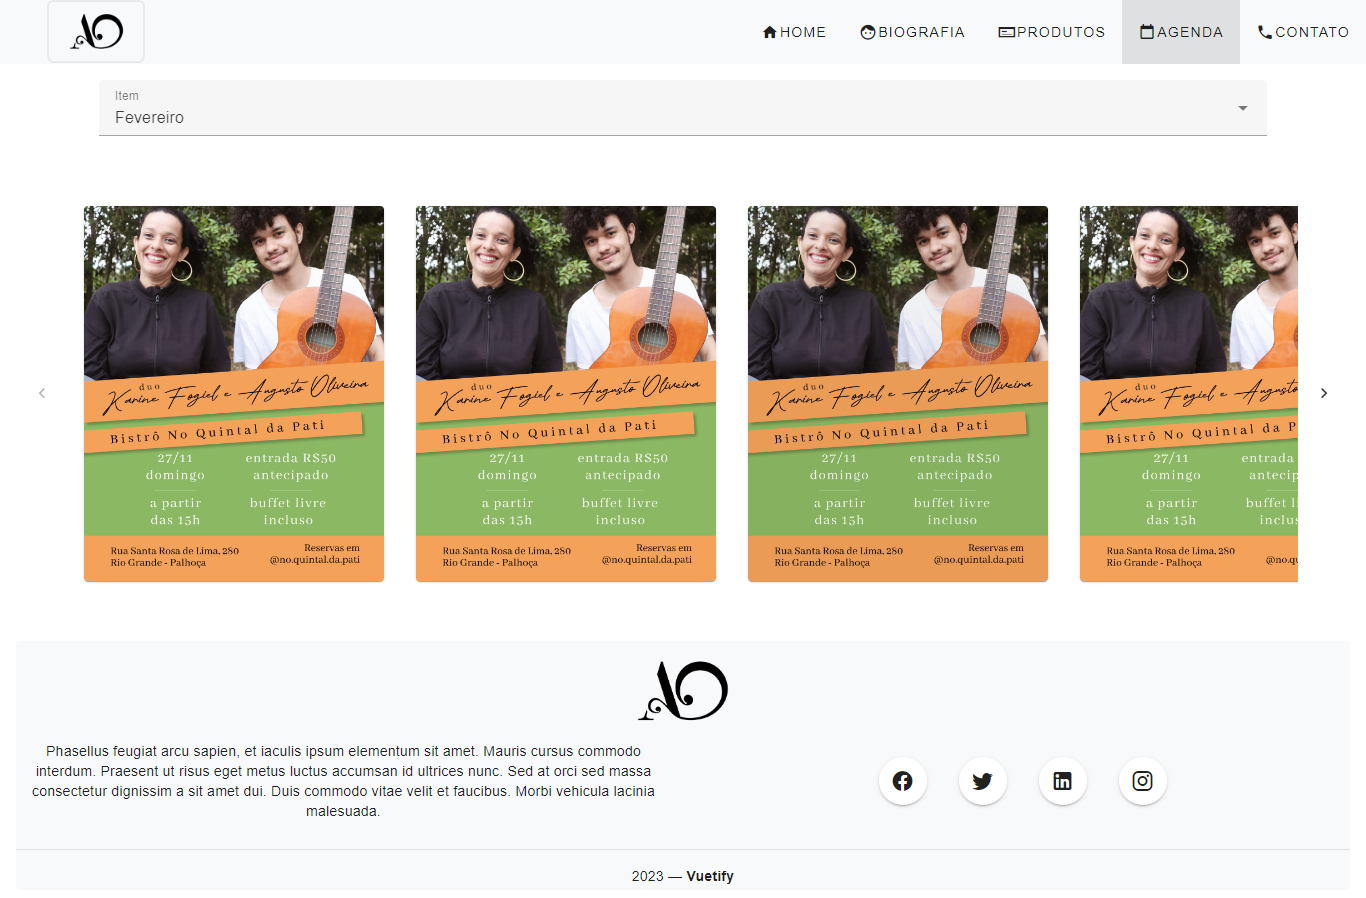 HOME
BIOGRAFIA
PRODUTOS
AGENDA
CONTATO
Item
Fevereiro
duo
Karine Fogiel e Augusto Oliveira
Bistrô No Quintal da Pati
27/11
domingo
entrada R$50
antecipado
a partir
das 15h
buffet livre
incluso
Rua Santa Rosa de Lima, 280
Rio Grande - Palhoça
Reservas em
@no.quintal.da.pati
duo
Karine Fogiel e Augusto Oliveira
Bistrô No Quintal da Pati
27/11
domingo
entrada R$50
antecipado
a partir
das 15h
buffet livre
incluso
Rua Santa Rosa de Lima, 280
Rio Grande - Palhoça
Reservas em
@no.quintal.da.pati
duo
Karine Fogiel e Augusto Oliveira
Bistrô No Quintal da Pati
27/11
domingo
entrada R$50
antecipado
a partir
das 15h
buffet livre
incluso
Rua Santa Rosa de Lima, 280
Rio Grande - Palhoça
Reservas em
@no.quintal.da.pati
duo
Karine Fogiel e Augusto
Bistrô No Quintal da P
27/11
domingo
entrada
antecip
a partir
das 15h
buffet l
inclus
Rua Santa Rosa de Lima, 280
Rio Grande - Palhoça
@no.qu
AO
Phasellus feugiat arcu sapien, et iaculis ipsum elementum sit amet. Mauris cursus commodo
interdum. Praesent ut risus eget metus luctus accumsan id ultrices nunc. Sed at orci sed massa
consectetur dignissim a sit amet dui. Duis commodo vitae velit et faucibus. Morbi vehicula lacinia
malesuada.
2023 — Vuetify